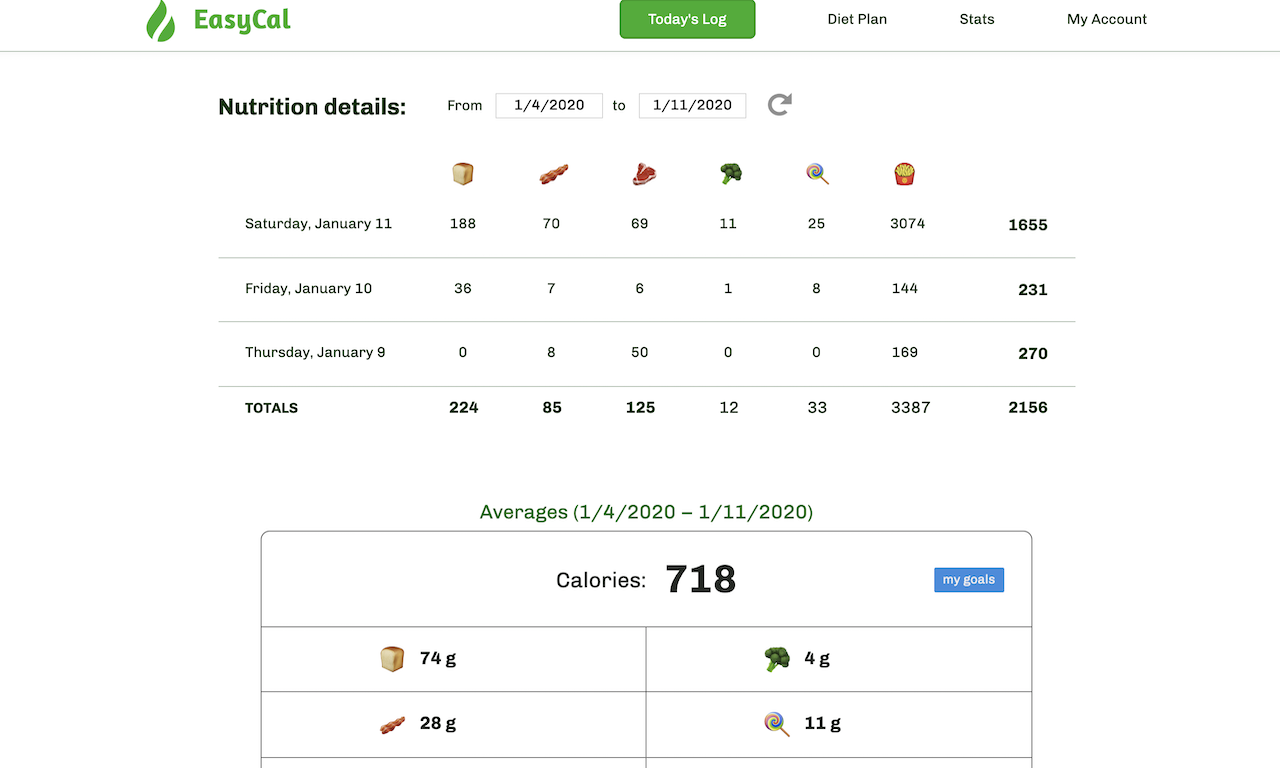 EasyCal Today's Log Diet Plan Stats My Account
Nutrition details: From 1/4/2020 to 1/11/2020
Saturday, January 11 188 70 69 11 25 3074 1655
Friday, January 10 36 7 6 1 8 144 231
Thursday, January 9 0 8 50 0 0 169 270
TOTALS 224 85 125 12 33 3387 2156
Averages (1/4/2020 – 1/11/2020)
Calories: 718 my goals
74 g 4 g
28 g 11 g